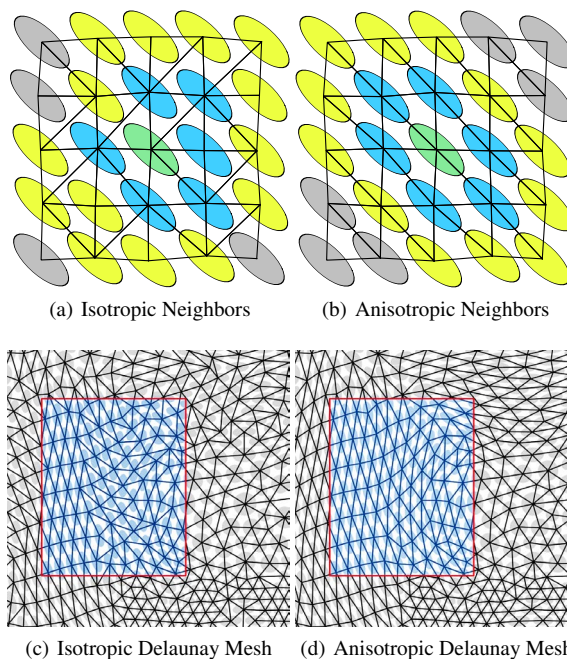 (a) Isotropic Neighbors
(b) Anisotropic Neighbors
(c) Isotropic Delaunay Mesh
(d) Anisotropic Delaunay Mesh